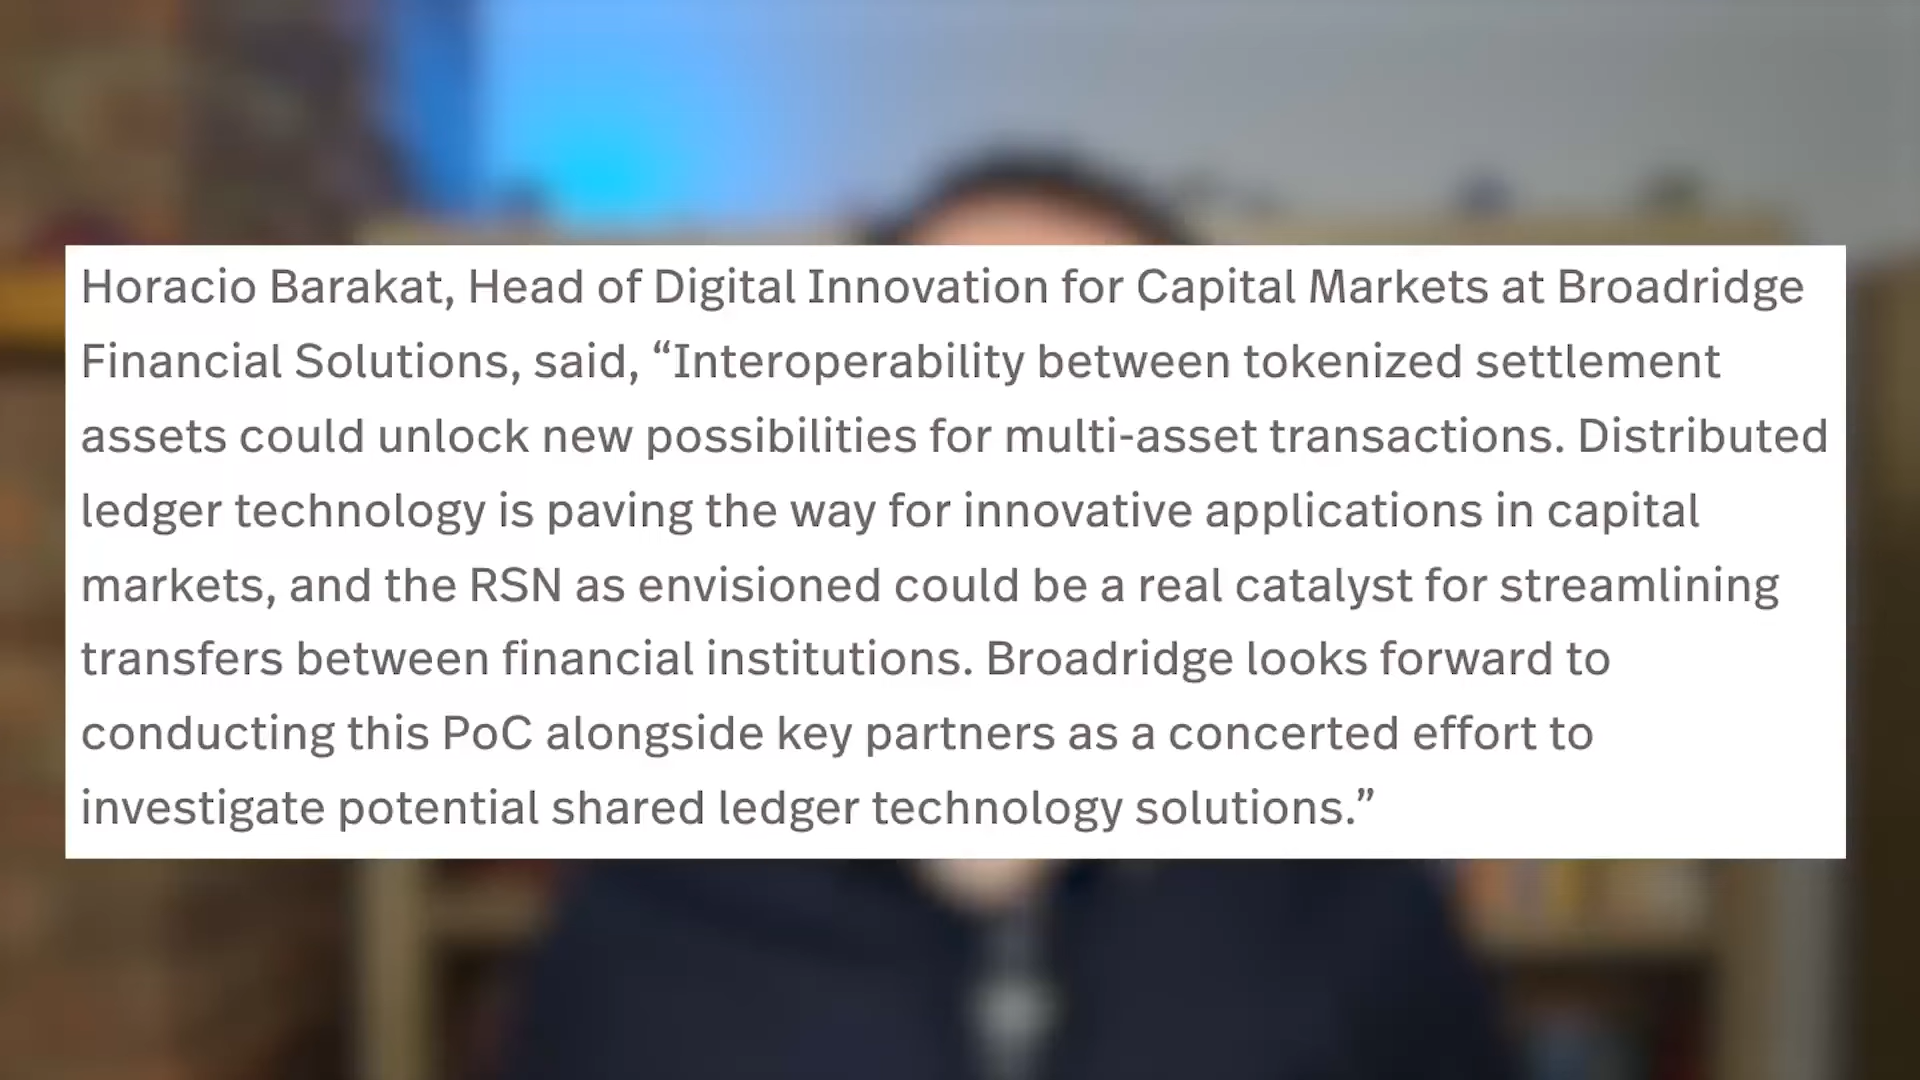 Horacio Barakat, Head of Digital Innovation for Capital Markets at Broadridge
Financial Solutions, said, “Interoperability between tokenized settlement
assets could unlock new possibilities for multi-asset transactions. Distributed
ledger technology is paving the way for innovative applications in capital
markets, and the RSN as envisioned could be a real catalyst for streamlining
transfers between financial institutions. Broadridge looks forward to
conducting this PoC alongside key partners as a concerted effort to
investigate potential shared ledger technology solutions.”